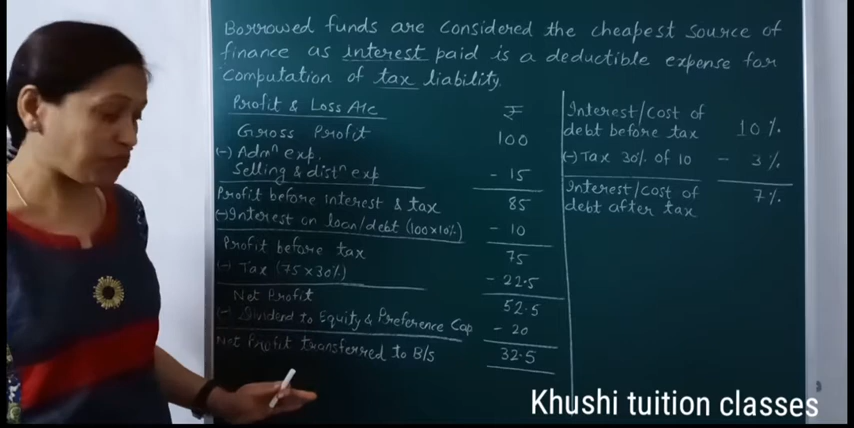 Borrowed funds are considered the cheapest source of
finance as interest paid is a deductible expense for
computation of tax liability.
Profit & Loss A/c ₹
Gross Profit 100
(-) Admⁿ exp.
Selling & distⁿ exp - 15
Profit before interest & tax 85
(-) Interest on loan/debt (100x10%) - 10
Profit before tax 75
(-) Tax (75 x 30%) - 22.5
Net Profit 52.5
(-) Dividend to Equity & Preference Cap - 20
Net Profit transferred to B/s 32.5
Interest/cost of
debt before tax 10%
(-) Tax 30% of 10 - 3%
Interest/cost of
debt after tax 7%
Khushi tuition classes